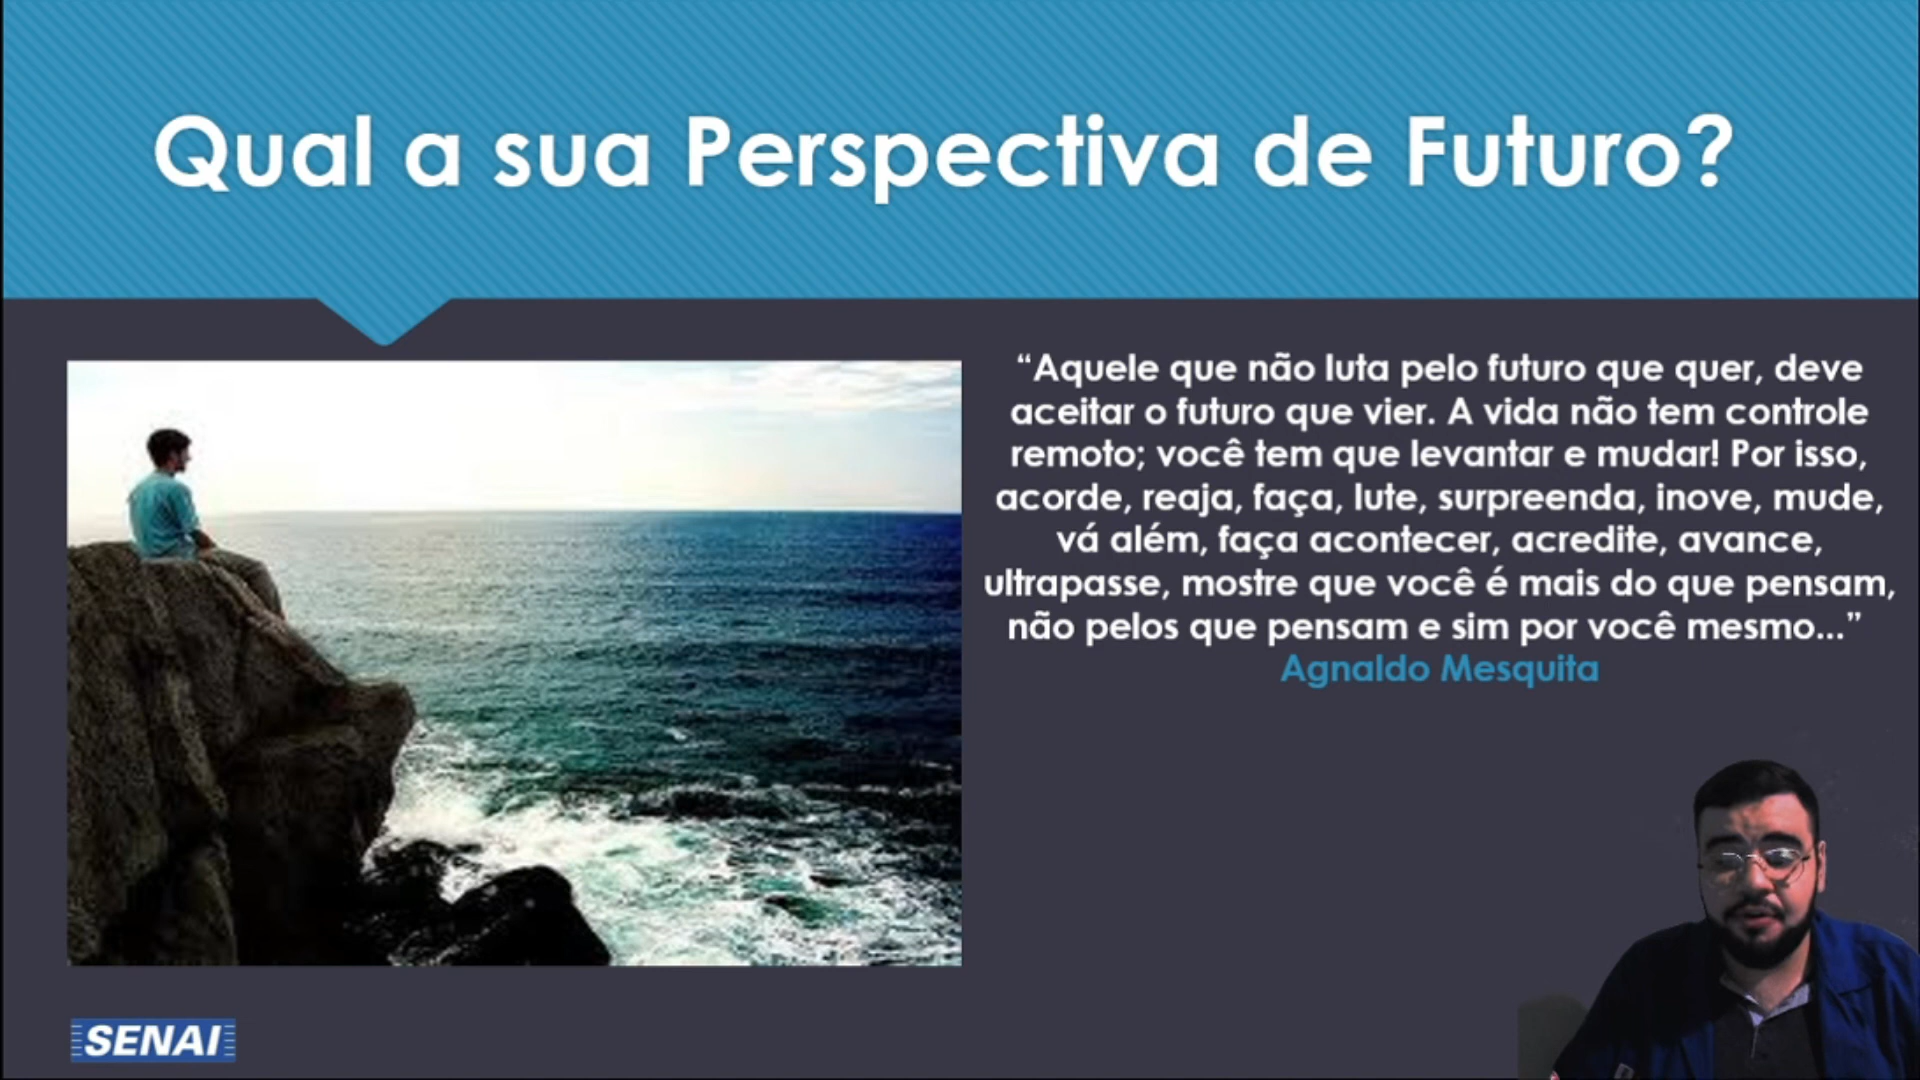 Qual a sua Perspectiva de Futuro?
“Aquele que não luta pelo futuro que quer, deve
aceitar o futuro que vier. A vida não tem controle
remoto; você tem que levantar e mudar! Por isso,
acorde, reaja, faça, lute, surpreenda, inove, mude,
vá além, faça acontecer, acredite, avance,
ultrapasse, mostre que você é mais do que pensam,
não pelos que pensam e sim por você mesmo...”
Agnaldo Mesquita
SENAI